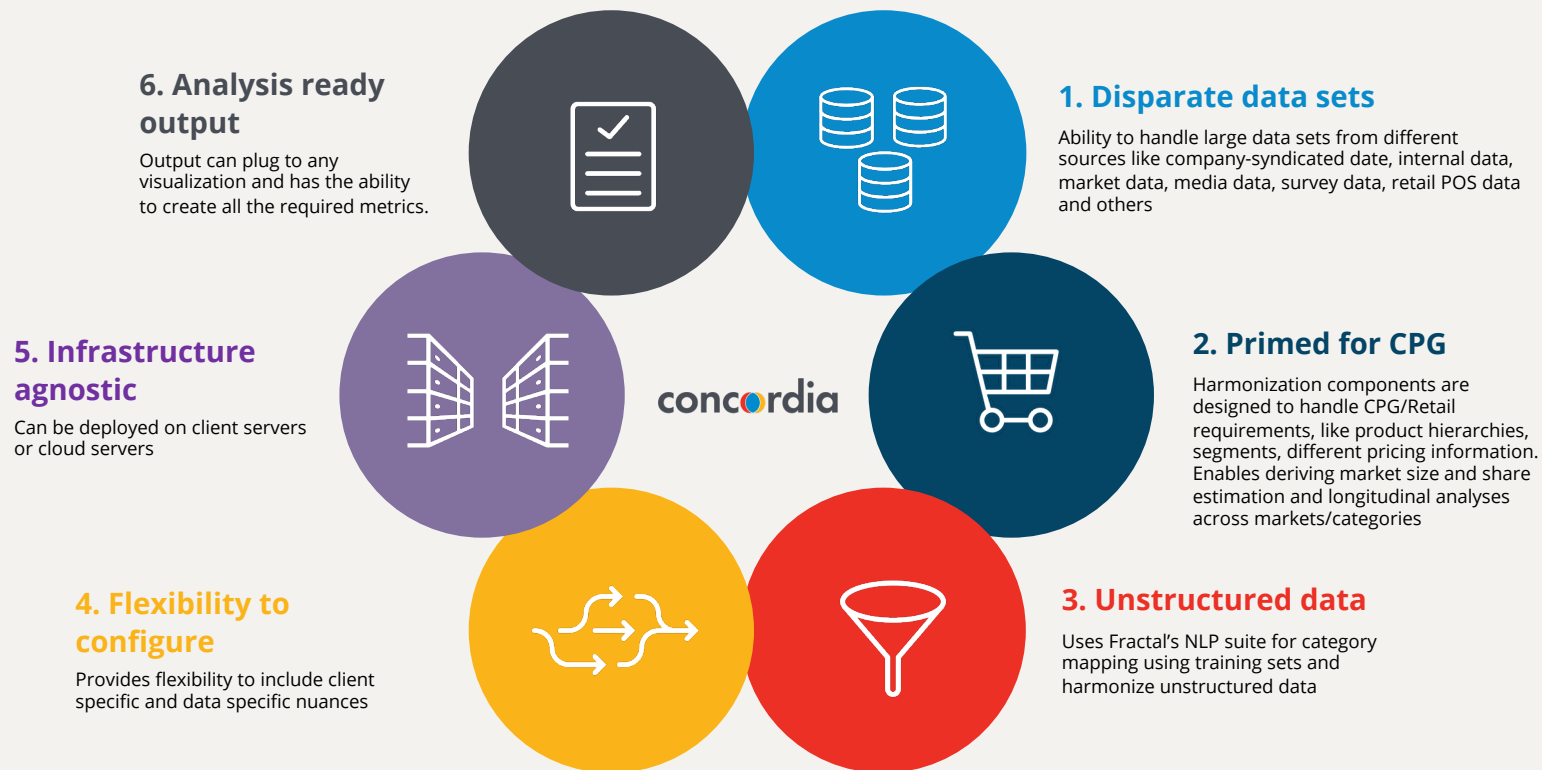 1. Disparate data sets
Ability to handle large data sets from different
sources like company-syndicated date, internal data,
market data, media data, survey data, retail POS data
and others
2. Primed for CPG
Harmonization components are
designed to handle CPG/Retail
requirements, like product hierarchies,
segments, different pricing information.
Enables deriving market size and share
estimation and longitudinal analyses
across markets/categories
3. Unstructured data
Uses Fractal’s NLP suite for category
mapping using training sets and
harmonize unstructured data
4. Flexibility to
configure
Provides flexibility to include client
specific and data specific nuances
5. Infrastructure
agnostic
Can be deployed on client servers
or cloud servers
6. Analysis ready
output
Output can plug to any
visualization and has the ability
to create all the required metrics.
concordia